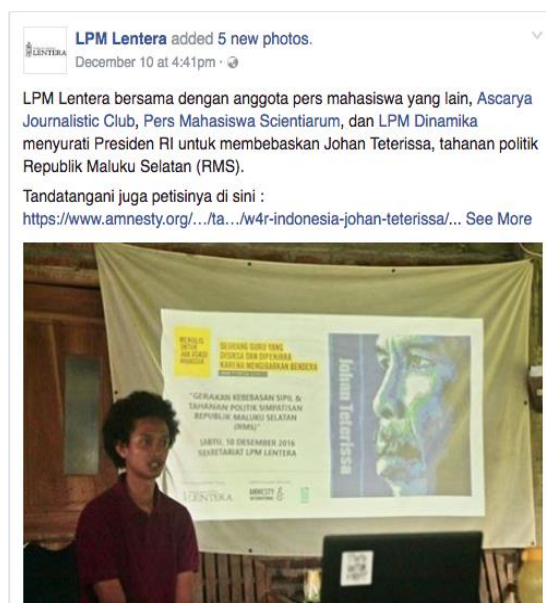 LPM Lentera added 5 new photos.
December 10 at 4:41pm ·
LENTERA
LPM Lentera bersama dengan anggota pers mahasiswa yang lain, Ascarya
Journalistic Club, Pers Mahasiswa Scientiarum, dan LPM Dinamika
menyurati Presiden RI untuk membebaskan Johan Teterissa, tahanan politik
Republik Maluku Selatan (RMS).
Tandatangani juga petisinya di sini :
https://www.amnesty.org/.../ta.../w4r-indonesia-johan-teterissa/... See More
MENULIS
UNTUK
HAK ASASI
MANUSIA
SEORANG GURU YANG
DISIKSA DAN DIPENJARA
KARENA MENGIBARKAN BENDERA
"GERAKAN KEBEBASAN SIPIL &
TAHANAN POLITIK SIMPATISAN
REPUBLIK MALUKU SELATAN
(RMS)"
SABTU, 10 DESEMBER 2016
SEKRETARIAT LPM LENTERA
LENTERA
AMNESTY
INTERNATIONAL
Johan Teterissa